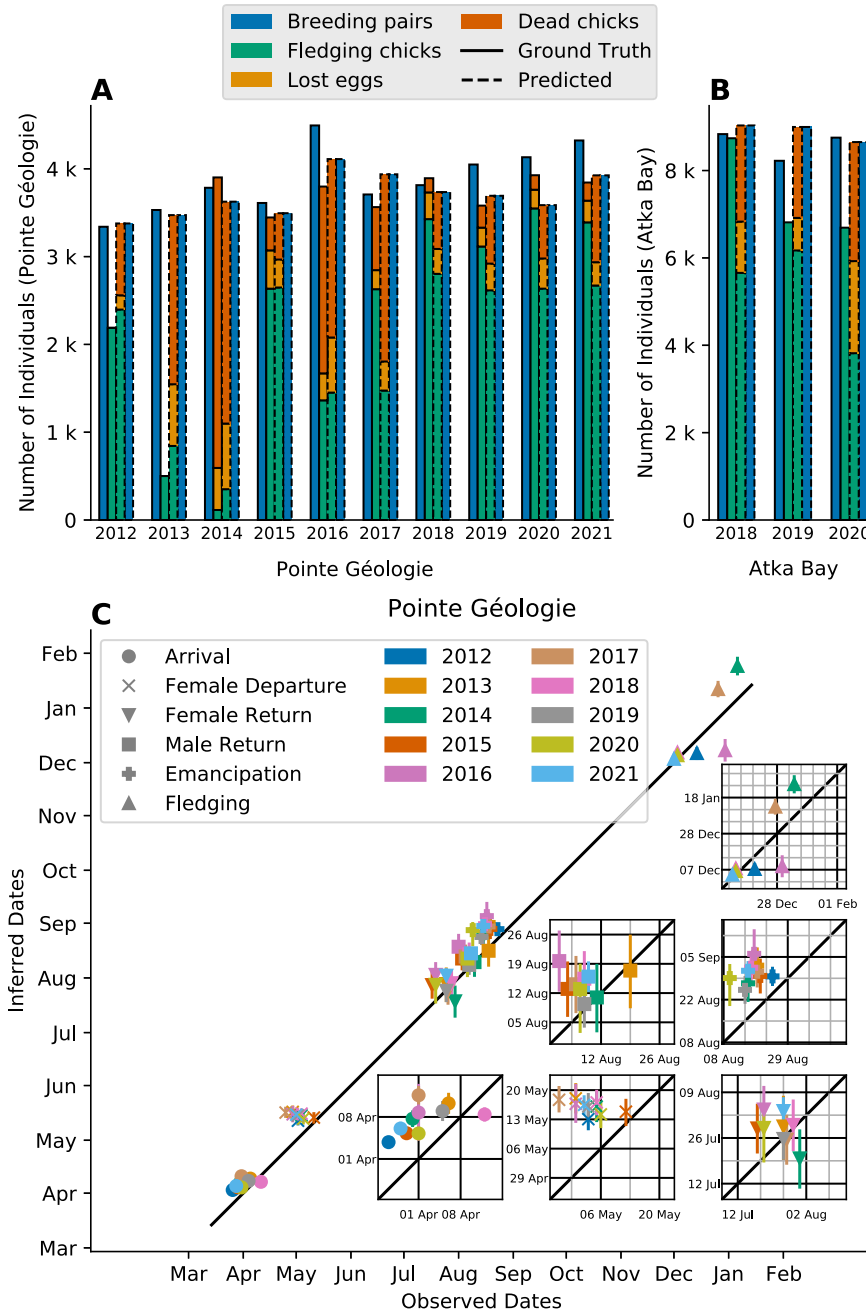 Breeding pairs
Fledging chicks
Lost eggs
Dead chicks
Ground Truth
Predicted
A
Number of Individuals (Pointe Géologie)
4 k
3 k
2 k
1 k
0
2012 2013 2014 2015 2016 2017 2018 2019 2020 2021
Pointe Géologie
B
Number of Individuals (Atka Bay)
8 k
6 k
4 k
2 k
0
2018 2019 2020
Atka Bay
C
Pointe Géologie
Arrival
Female Departure
Female Return
Male Return
Emancipation
Fledging
2012
2013
2014
2015
2016
2017
2018
2019
2020
2021
Inferred Dates
Feb
Jan
Dec
Nov
Oct
Sep
Aug
Jul
Jun
May
Apr
Mar
18 Jan
28 Dec
07 Dec
28 Dec 01 Feb
26 Aug
19 Aug
12 Aug
05 Aug
12 Aug 26 Aug
05 Sep
22 Aug
08 Aug
08 Aug 29 Aug
08 Apr
01 Apr
01 Apr 08 Apr
20 May
13 May
06 May
29 Apr
06 May 20 May
09 Aug
26 Jul
12 Jul
12 Jul 02 Aug
Mar Apr May Jun Jul Aug Sep Oct Nov Dec Jan Feb
Observed Dates